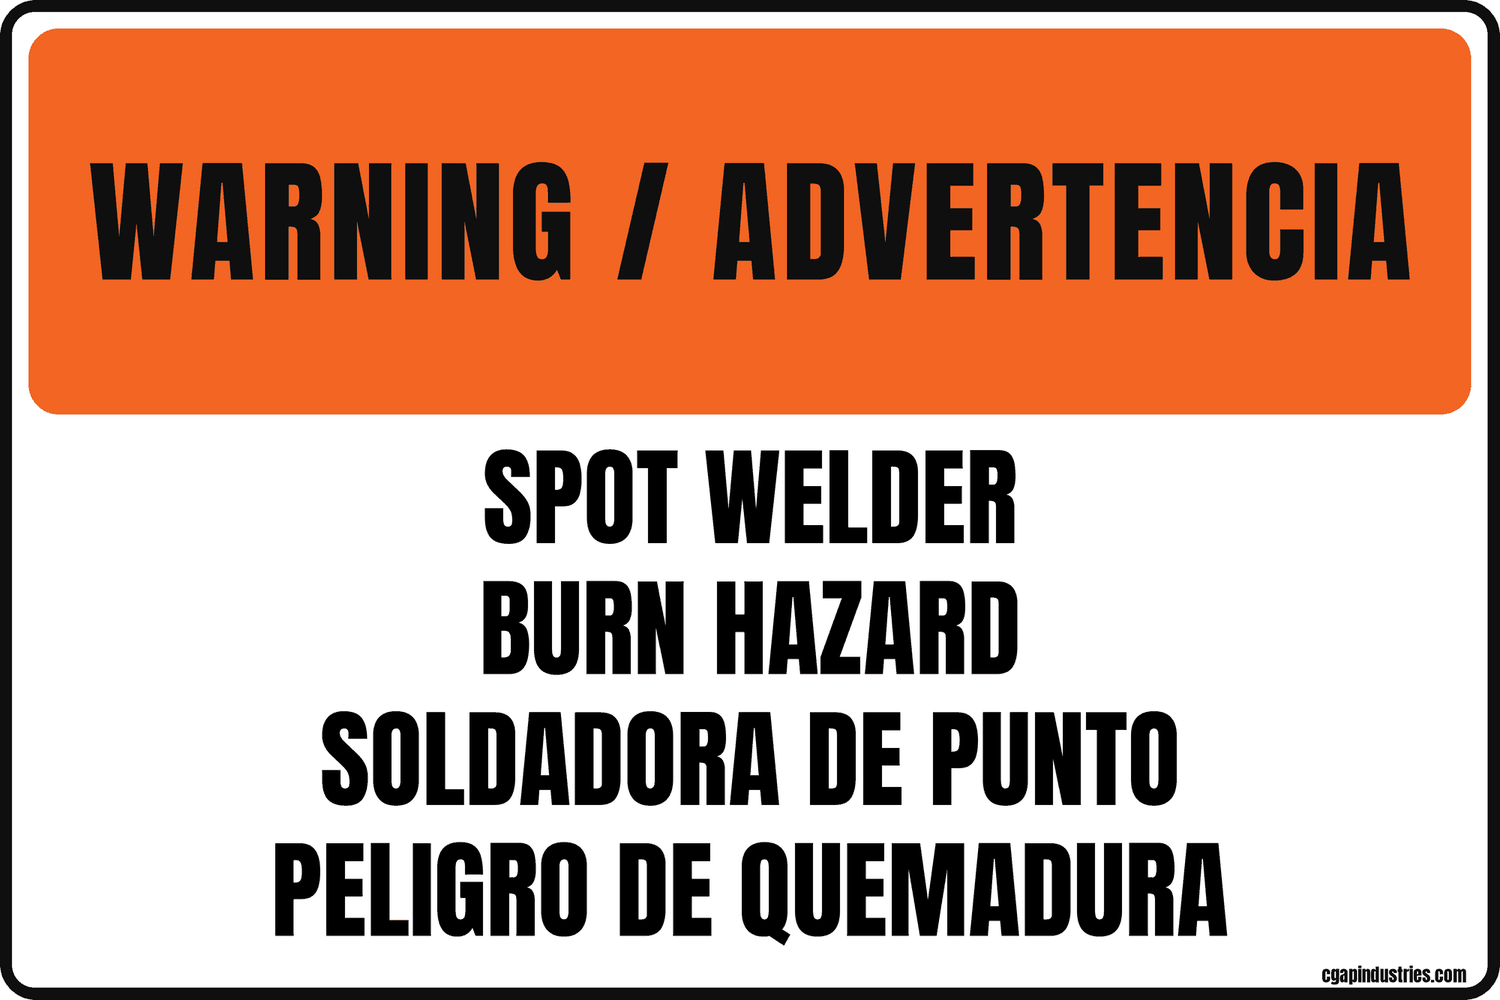 WARNING / ADVERTENCIA
SPOT WELDER
BURN HAZARD
SOLDADORA DE PUNTO
PELIGRO DE QUEMADURA
cgapindustries.com